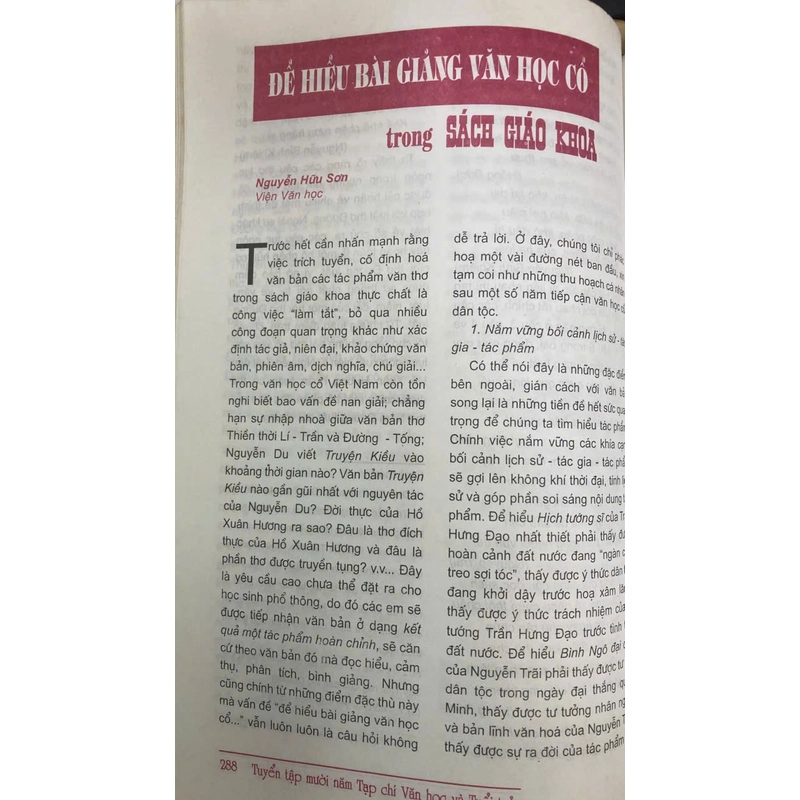 ĐỂ HIỂU BÀI GIẢNG VĂN HỌC CỔ
trong SÁCH GIÁO KHOA
Nguyễn Hữu Sơn
Viện Văn học
Trước hết cần nhấn mạnh rằng
việc trích tuyển, cố định hoá
văn bản các tác phẩm văn thơ
trong sách giáo khoa thực chất là
công việc "làm tắt", bỏ qua nhiều
công đoạn quan trọng khác như xác
định tác giả, niên đại, khảo chứng văn
bản, phiên âm, dịch nghĩa, chú giải...
Trong văn học cổ Việt Nam còn tồn
nghi biết bao vấn đề nan giải; chẳng
hạn sự nhập nhoà giữa văn bản thơ
Thiền thời Lí - Trần và Đường - Tống;
Nguyễn Du viết Truyện Kiều vào
khoảng thời gian nào? Văn bản Truyện
Kiều nào gần gũi nhất với nguyên tác
của Nguyễn Du? Đời thực của Hồ
Xuân Hương ra sao? Đâu là thơ đích
thực của Hồ Xuân Hương và đâu là
phần thơ được truyền tụng? v.v... Đây
là yêu cầu cao chưa thể đặt ra cho
học sinh phổ thông, do đó các em sẽ
được tiếp nhận văn bản ở dạng kết
quả một tác phẩm hoàn chỉnh, sẽ căn
cứ theo văn bản đó mà đọc hiểu, cảm
thụ, phân tích, bình giảng. Nhưng
cũng chính từ những điểm đặc thù này
mà vấn đề "để hiểu bài giảng văn học
cổ..." vẫn luôn luôn là câu hỏi không
dễ trả lời. Ở đây, chúng tôi chỉ
hoạ một vài đường nét ban đầu,
tạm coi như những thu hoạch cá
sau một số năm tiếp cận văn học
dân tộc.
1. Nắm vững bối cảnh lịch sử -
gia - tác phẩm
Có thể nói đây là những đặc
bên ngoài, gián cách với văn
song lại là những tiền đề hết sức
trọng để chúng ta tìm hiểu tác
Chính việc nắm vững các khía
bối cảnh lịch sử - tác gia - tác
sẽ gợi lên không khí thời đại,
sử và góp phần soi sáng nội dung
phẩm. Để hiểu Hịch tướng sĩ của
Hưng Đạo nhất thiết phải thấy
hoàn cảnh đất nước đang "ngàn
treo sợi tóc", thấy được ý thức dân
đang khởi dậy trước hoạ xâm
thấy được ý thức trách nhiệm của
tướng Trần Hưng Đạo trước tình
đất nước. Để hiểu Bình Ngô đại
của Nguyễn Trãi phải thấy được
dân tộc trong ngày đại thắng
Minh, thấy được tư tưởng nhân
và bản lĩnh văn hoá của Nguyễn
thấy được sự ra đời của tác phẩm
288 Tuyển tập mười năm Tạp chí Văn học và